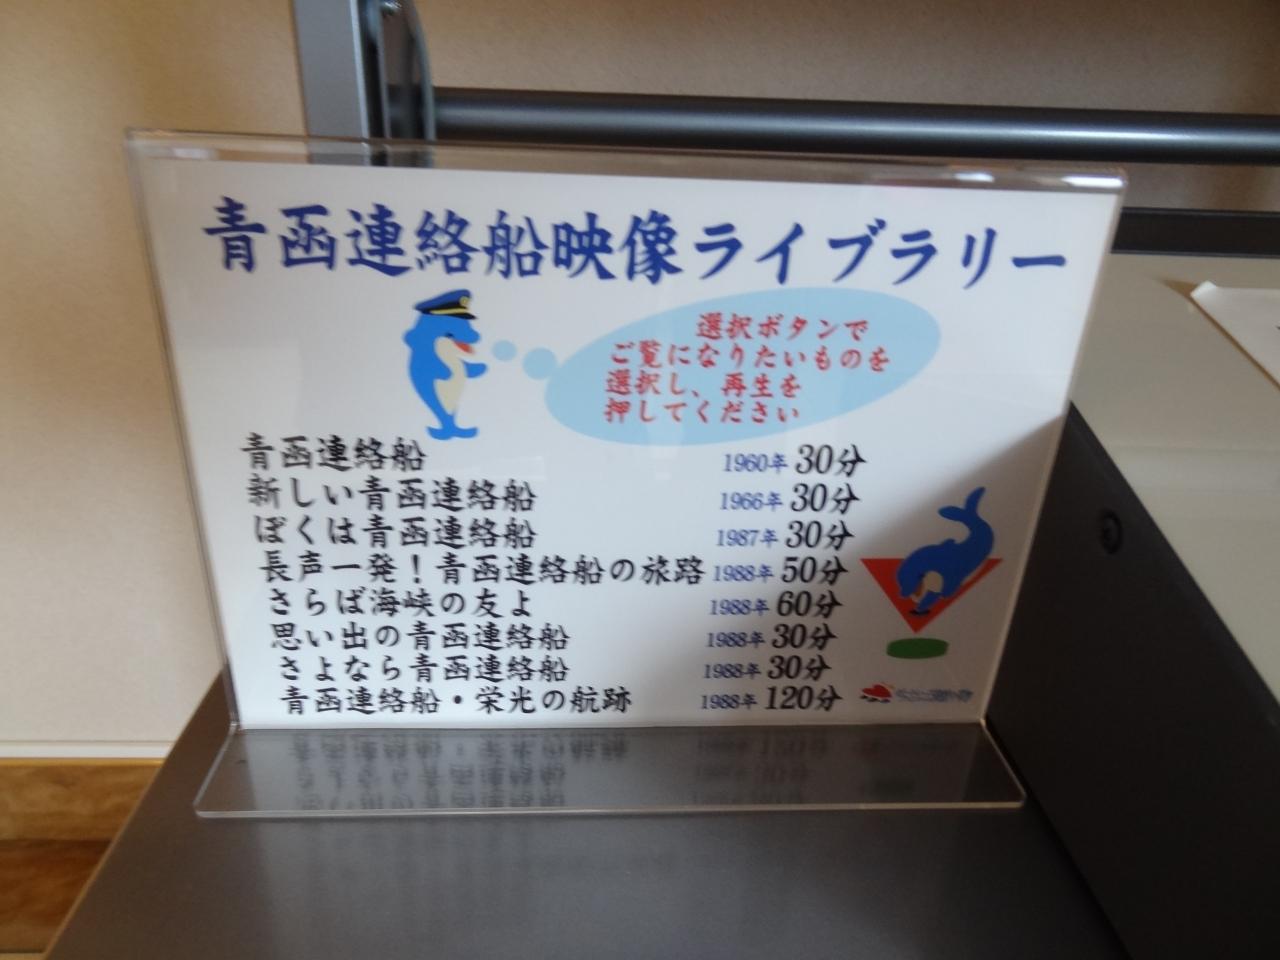 青函連絡船映像ライブラリー
選択ボタンで
ご覧になりたいものを
選択し、再生を
押してください
青函連絡船 1960年 30分
新しい青函連絡船 1966年 30分
ぼくは青函連絡船 1987年 30分
長声一発！青函連絡船の旅路 1988年 50分
さらば海峡の友よ 1988年 60分
思い出の青函連絡船 1988年 30分
さよなら青函連絡船 1988年 30分
青函連絡船・栄光の航跡 1988年 120分